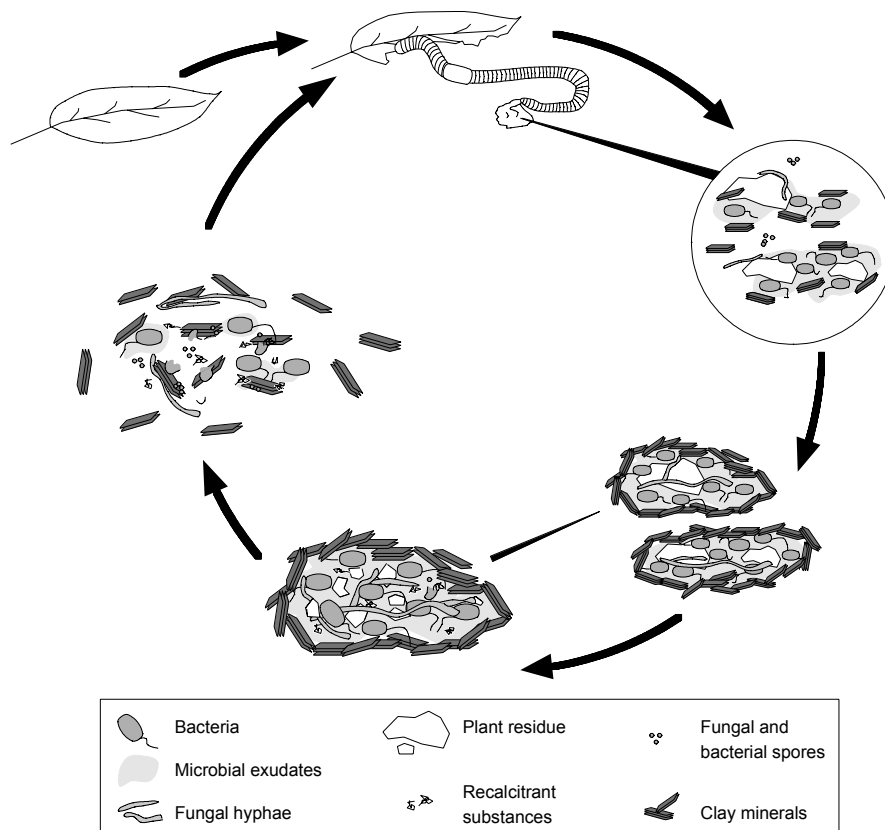 Bacteria
Plant residue
Fungal and
bacterial spores
Microbial exudates
Fungal hyphae
Recalcitrant
substances
Clay minerals